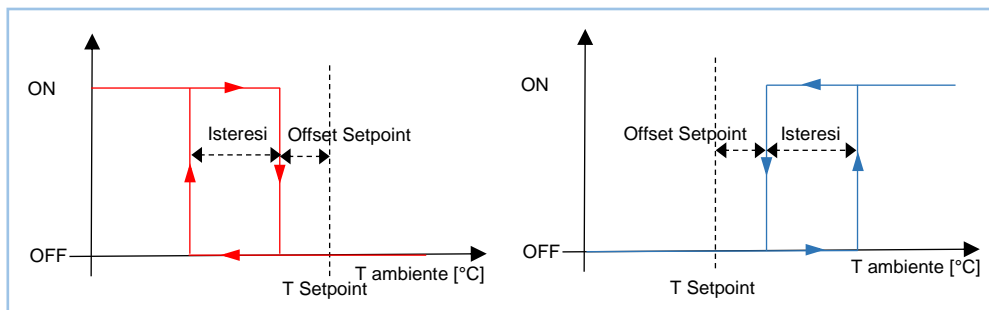 ON
Isteresi
Offset Setpoint
OFF
T ambiente [°C]
T Setpoint
ON
Offset Setpoint
Isteresi
OFF
T ambiente [°C]
T Setpoint